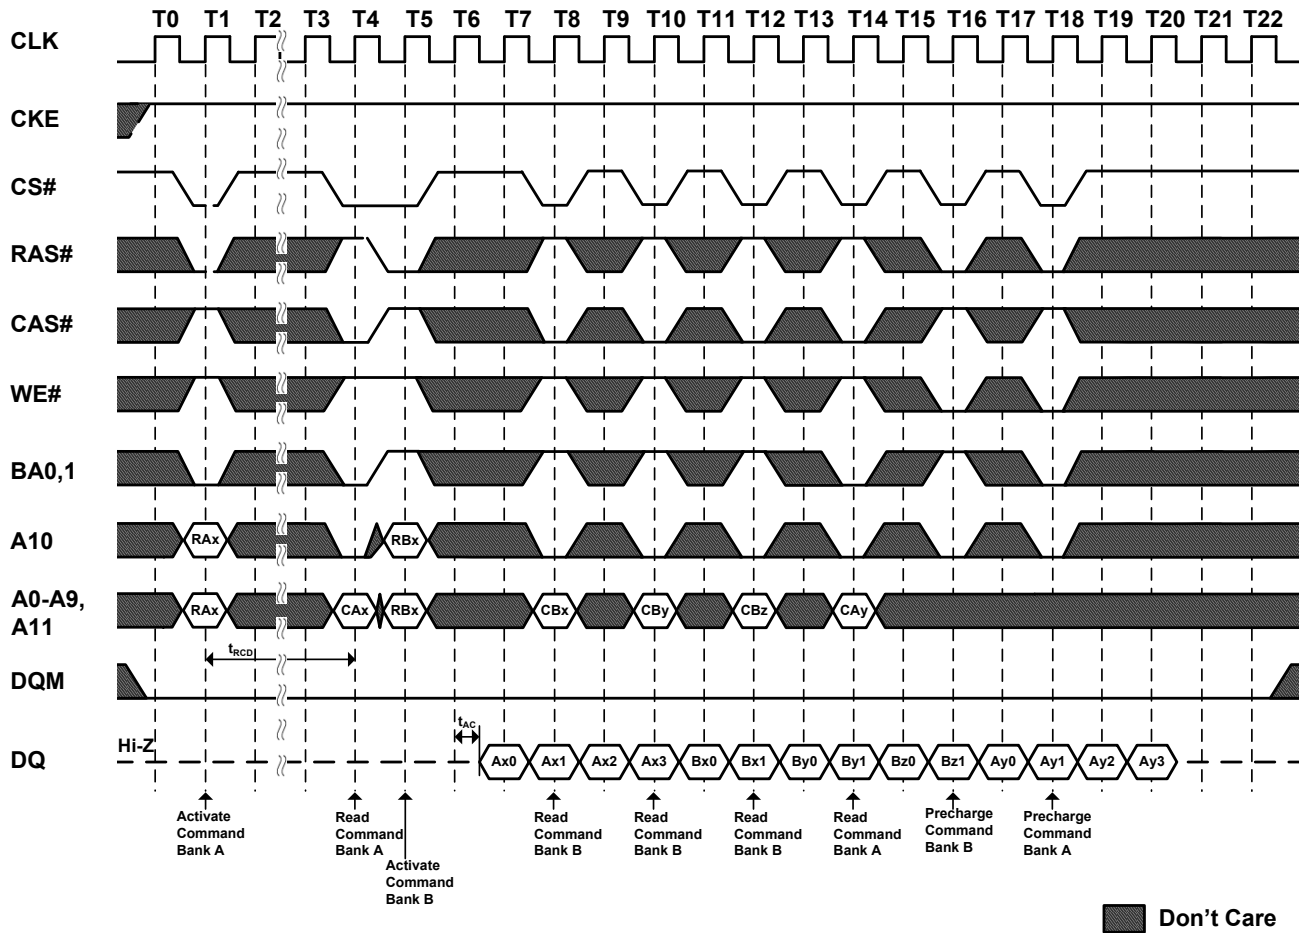 T0 T1 T2 T3 T4 T5 T6 T7 T8 T9 T10 T11 T12 T13 T14 T15 T16 T17 T18 T19 T20 T21 T22
CLK
CKE
CS#
RAS#
CAS#
WE#
BA0,1
A10
RAx RBx
A0-A9,
A11
RAx CAx RBx CBx CBy CBz CAy
tRCD
DQM
tAC
Hi-Z
DQ
Ax0 Ax1 Ax2 Ax3 Bx0 Bx1 By0 By1 Bz0 Bz1 Ay0 Ay1 Ay2 Ay3
Activate
Command
Bank A
Read
Command
Bank A
Activate
Command
Bank B
Read
Command
Bank B
Read
Command
Bank B
Read
Command
Bank B
Read
Command
Bank A
Precharge
Command
Bank B
Precharge
Command
Bank A
Don't Care